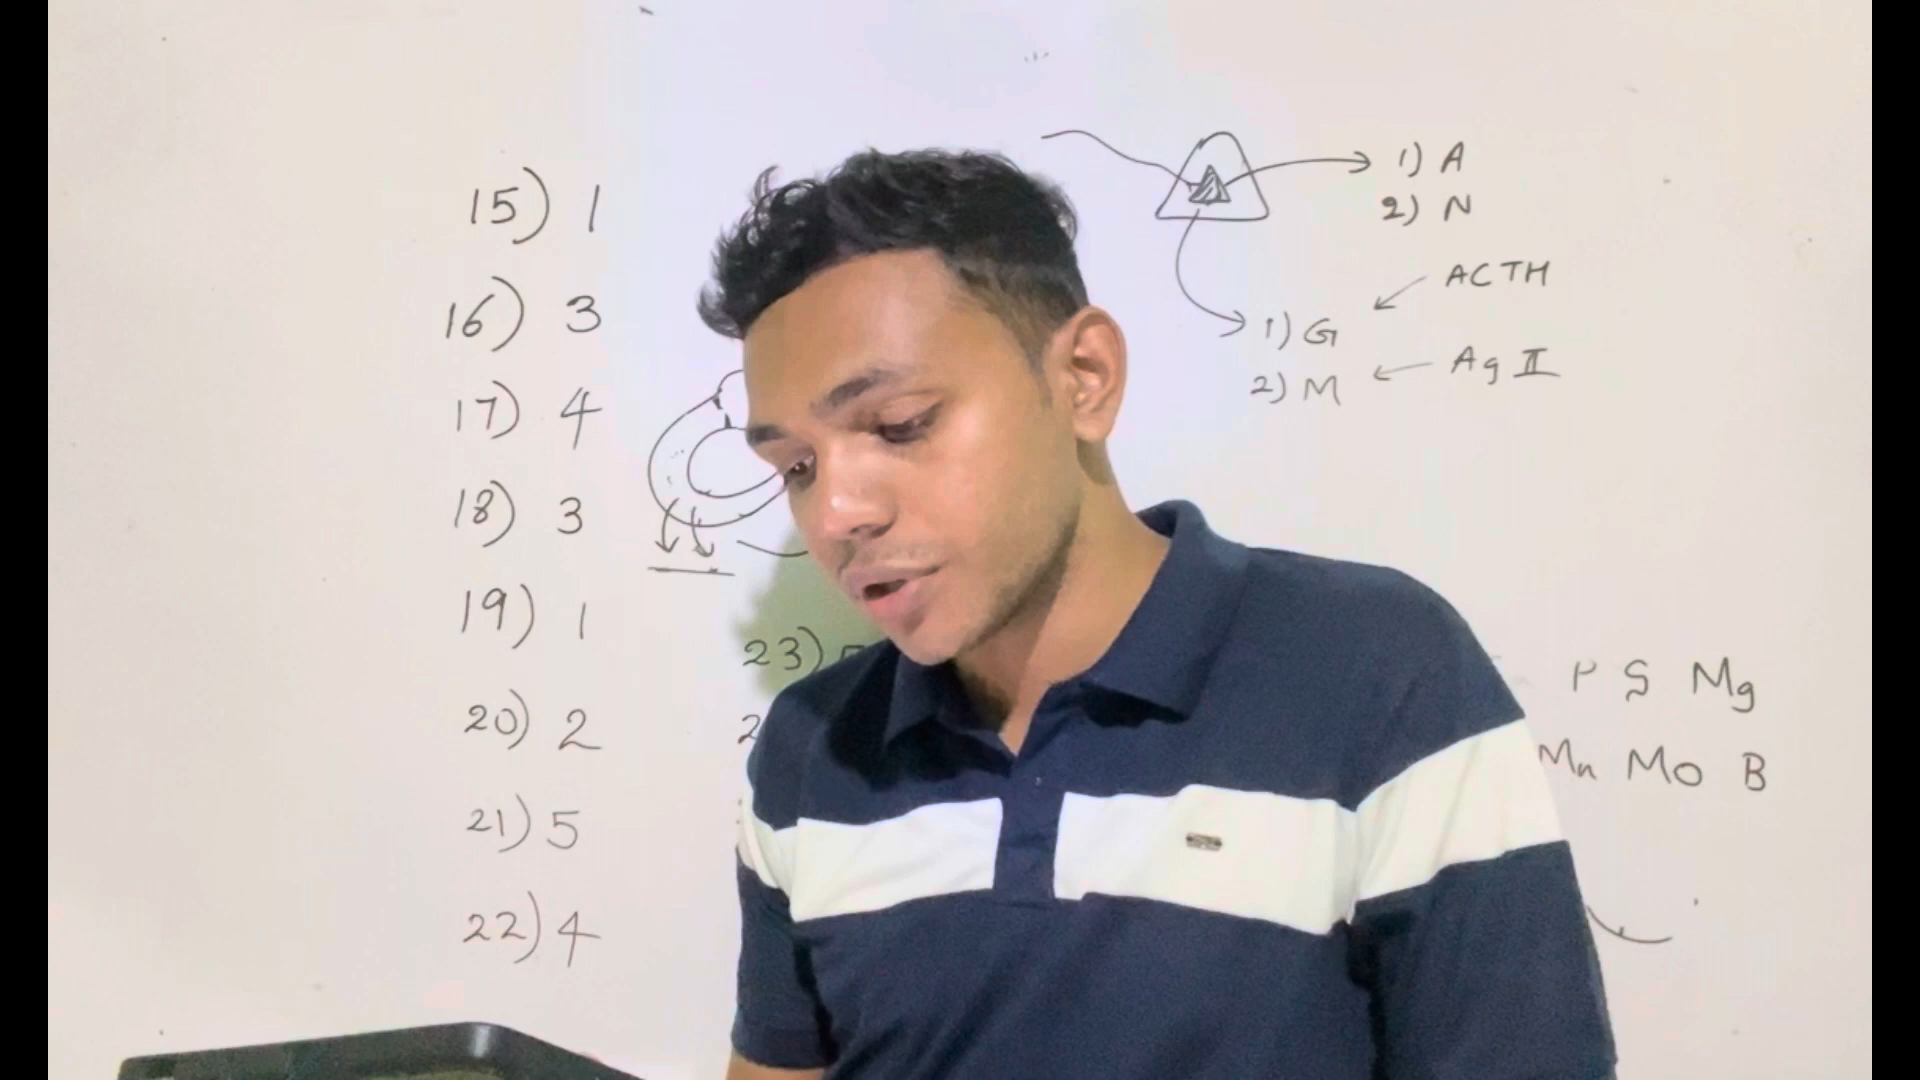 15) 1
16) 3
17) 4
18) 3
19) 1
20) 2
21) 5
22) 4
23)
1) A
2) N
ACTH
1) G
Ag II
2) M
P S Mg
Mn Mo B